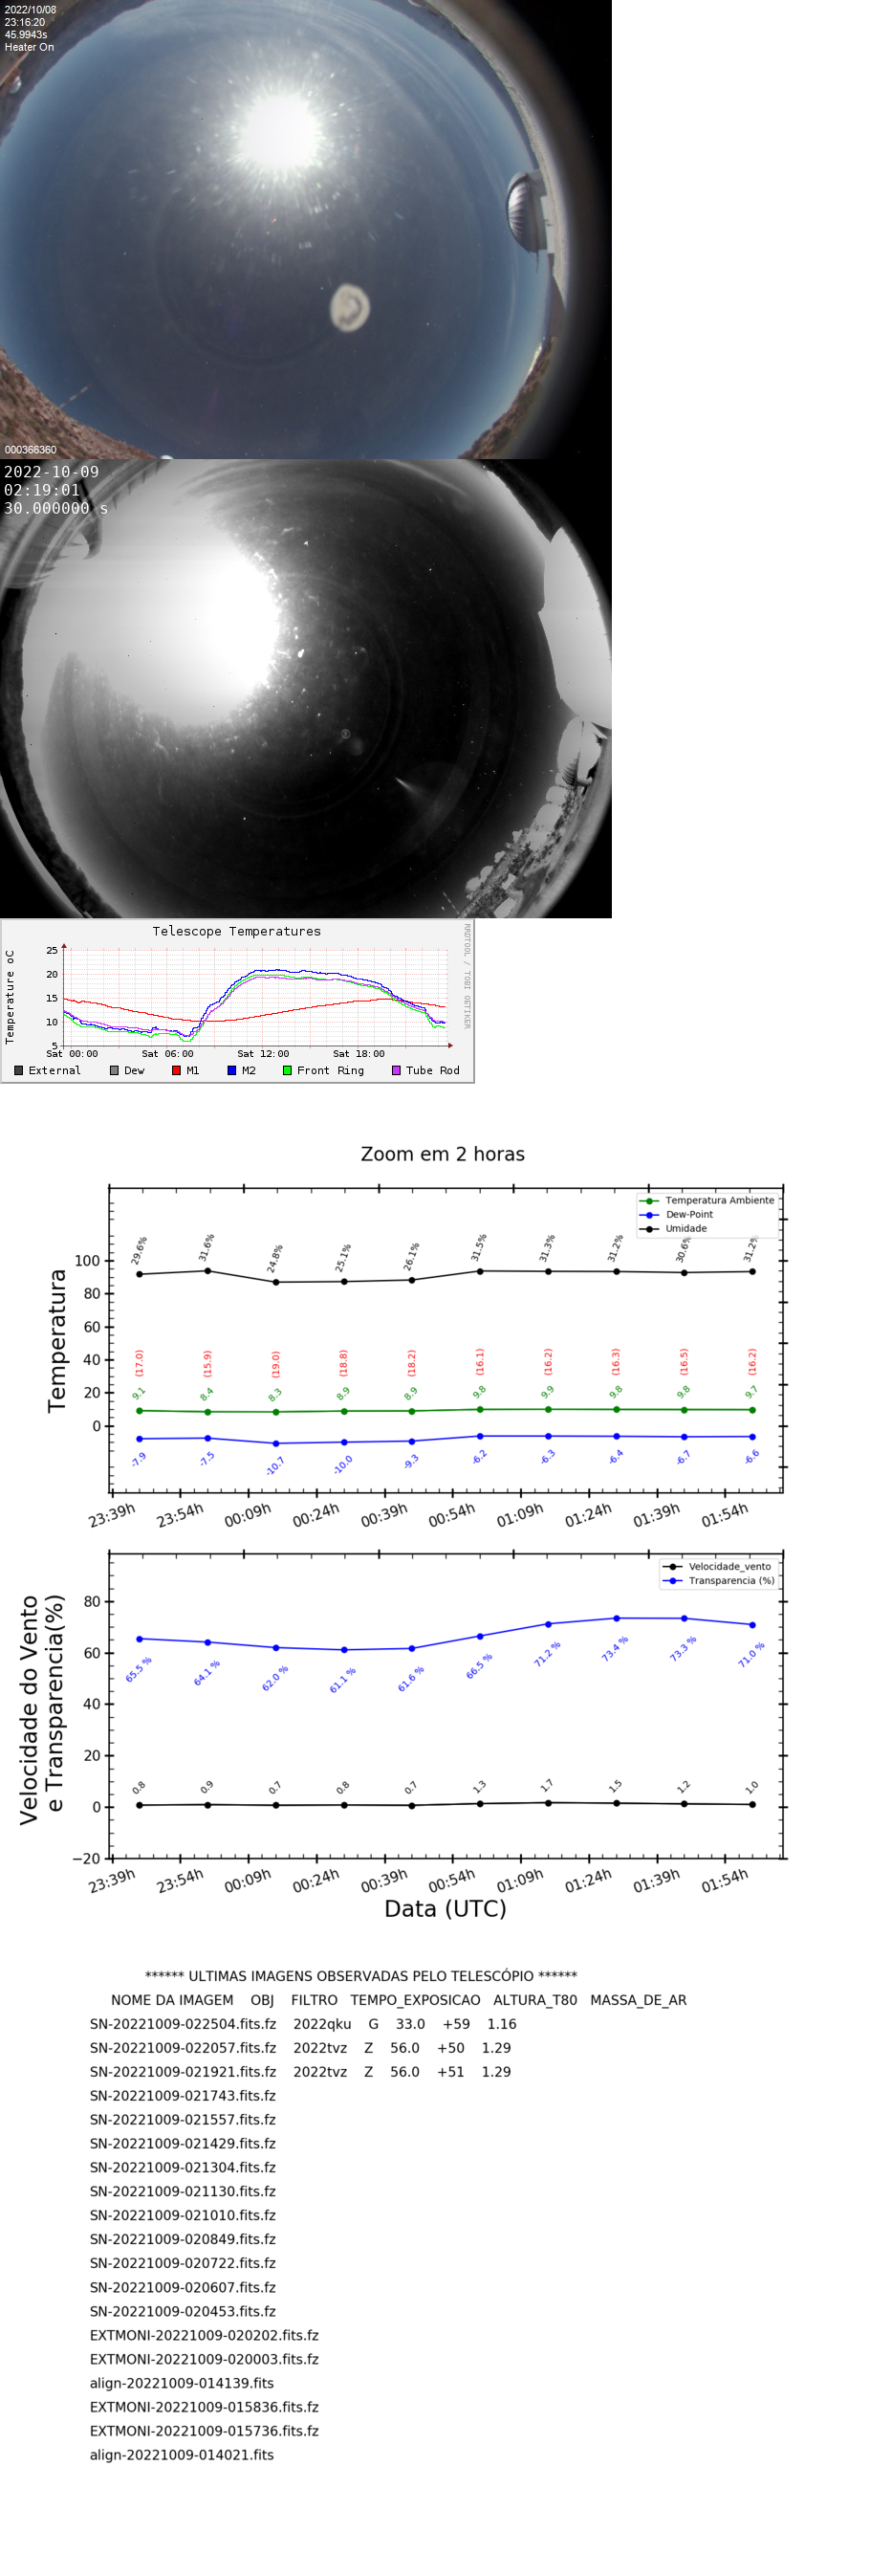 2022/10/08
23:16:20
45.9943s
Heater On
000366360
2022-10-09
02:19:01
30.000000 s
Telescope Temperatures
RRDTOOL / TOBI OETIKER
Temperature oC
25
20
15
10
5
Sat 00:00 Sat 06:00 Sat 12:00 Sat 18:00
External Dew M1 M2 Front Ring Tube Rod
Zoom em 2 horas
Temperatura Ambiente
Dew-Point
Umidade
Temperatura
100
80
60
40
20
0
29.6% 31.6% 24.8% 25.1% 26.1% 31.5% 31.3% 31.2% 30.6% 31.2%
(17.0) (15.9) (19.0) (18.8) (18.2) (16.1) (16.2) (16.3) (16.5) (16.2)
9.1 8.4 8.3 8.9 8.9 9.8 9.9 9.8 9.8 9.7
-7.9 -7.5 -10.7 -10.0 -9.3 -6.2 -6.3 -6.4 -6.7 -6.6
23:39h 23:54h 00:09h 00:24h 00:39h 00:54h 01:09h 01:24h 01:39h 01:54h
Velocidade_vento
Transparencia (%)
Velocidade do Vento
e Transparencia(%)
80
60
40
20
0
−20
65.5 % 64.1 % 62.0 % 61.1 % 61.6 % 66.5 % 71.2 % 73.4 % 73.3 % 71.0 %
0.8 0.9 0.7 0.8 0.7 1.3 1.7 1.5 1.2 1.0
23:39h 23:54h 00:09h 00:24h 00:39h 00:54h 01:09h 01:24h 01:39h 01:54h
Data (UTC)
****** ULTIMAS IMAGENS OBSERVADAS PELO TELESCÓPIO ******
NOME DA IMAGEM OBJ FILTRO TEMPO_EXPOSICAO ALTURA_T80 MASSA_DE_AR
SN-20221009-022504.fits.fz 2022qku G 33.0 +59 1.16
SN-20221009-022057.fits.fz 2022tvz Z 56.0 +50 1.29
SN-20221009-021921.fits.fz 2022tvz Z 56.0 +51 1.29
SN-20221009-021743.fits.fz
SN-20221009-021557.fits.fz
SN-20221009-021429.fits.fz
SN-20221009-021304.fits.fz
SN-20221009-021130.fits.fz
SN-20221009-021010.fits.fz
SN-20221009-020849.fits.fz
SN-20221009-020722.fits.fz
SN-20221009-020607.fits.fz
SN-20221009-020453.fits.fz
EXTMONI-20221009-020202.fits.fz
EXTMONI-20221009-020003.fits.fz
align-20221009-014139.fits
EXTMONI-20221009-015836.fits.fz
EXTMONI-20221009-015736.fits.fz
align-20221009-014021.fits